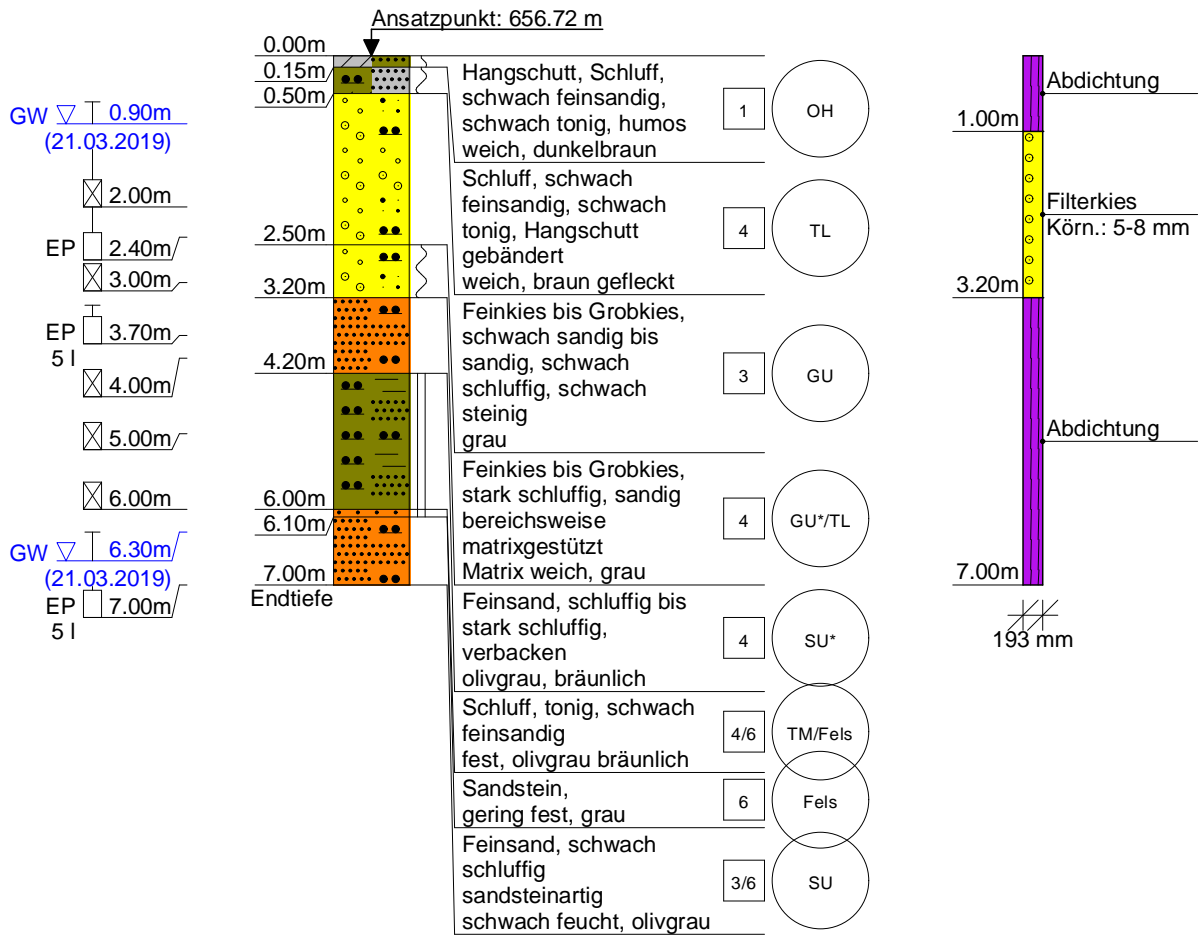 Ansatzpunkt: 656.72 m
GW 0.90m
(21.03.2019)
2.00m
EP 2.40m
3.00m
EP 3.70m
5 l
4.00m
5.00m
6.00m
GW 6.30m
(21.03.2019)
EP 7.00m
5 l
0.00m
0.15m
0.50m
2.50m
3.20m
4.20m
6.00m
6.10m
7.00m
Endtiefe
Hangschutt, Schluff,
schwach feinsandig,
schwach tonig, humos
weich, dunkelbraun
1 OH
Schluff, schwach
feinsandig, schwach
tonig, Hangschutt
gebändert
weich, braun gefleckt
4 TL
Feinkies bis Grobkies,
schwach sandig bis
sandig, schwach
schluffig, schwach
steinig
grau
3 GU
Feinkies bis Grobkies,
stark schluffig, sandig
bereichsweise
matrixgestützt
Matrix weich, grau
4 GU*/TL
Feinsand, schluffig bis
stark schluffig,
verbacken
olivgrau, bräunlich
4 SU*
Schluff, tonig, schwach
feinsandig
fest, olivgrau bräunlich
4/6 TM/Fels
Sandstein,
gering fest, grau
6 Fels
Feinsand, schwach
schluffig
sandsteinartig
schwach feucht, olivgrau
3/6 SU
Abdichtung
1.00m
Filterkies
Körn.: 5-8 mm
3.20m
Abdichtung
7.00m
193 mm